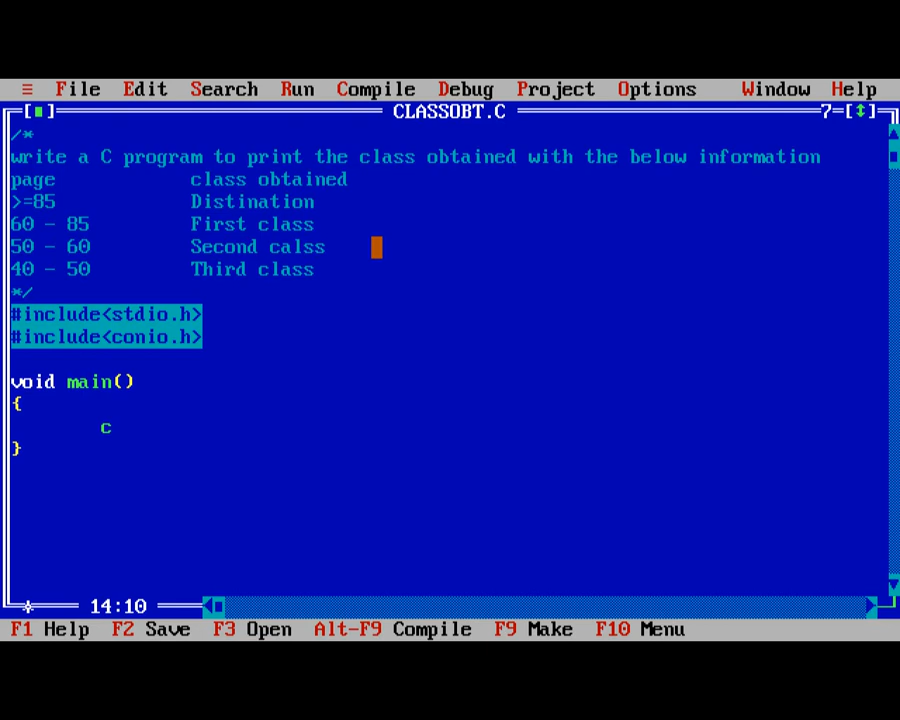 ≡ File Edit Search Run Compile Debug Project Options Window Help
[■] CLASSOBT.C 7=[↕]
/*
write a C program to print the class obtained with the below information
page class obtained
>=85 Distination
60 - 85 First class
50 - 60 Second calss
40 - 50 Third class
*/
#include<stdio.h>
#include<conio.h>
void main()
{
c
}
14:10
F1 Help F2 Save F3 Open Alt-F9 Compile F9 Make F10 Menu